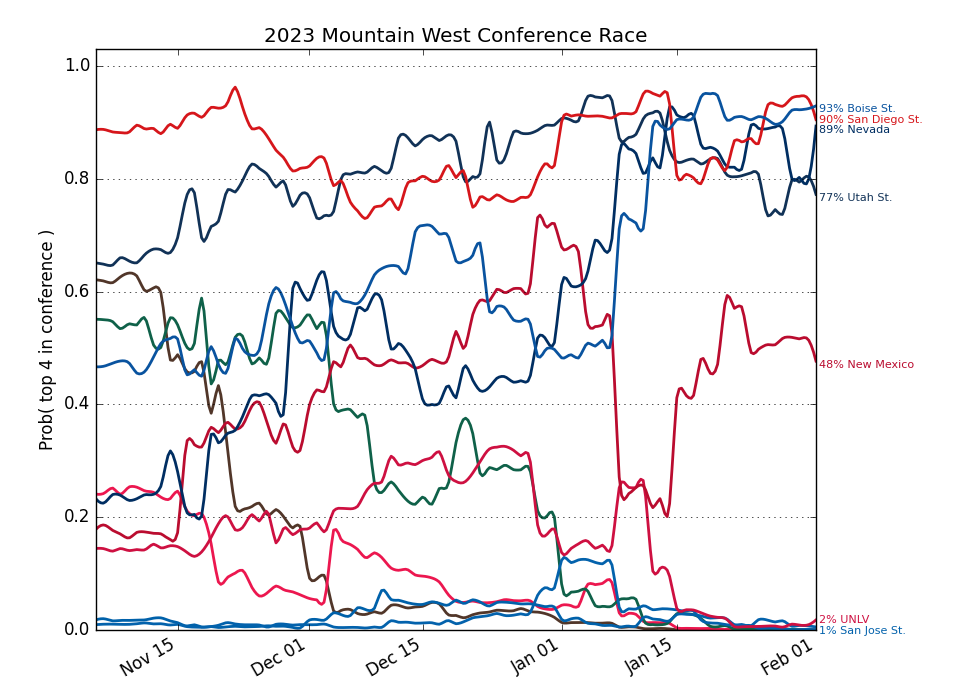 2023 Mountain West Conference Race
Prob( top 4 in conference )
1.0
0.8
0.6
0.4
0.2
0.0
93% Boise St.
90% San Diego St.
89% Nevada
77% Utah St.
48% New Mexico
2% UNLV
1% San Jose St.
Nov 15
Dec 01
Dec 15
Jan 01
Jan 15
Feb 01